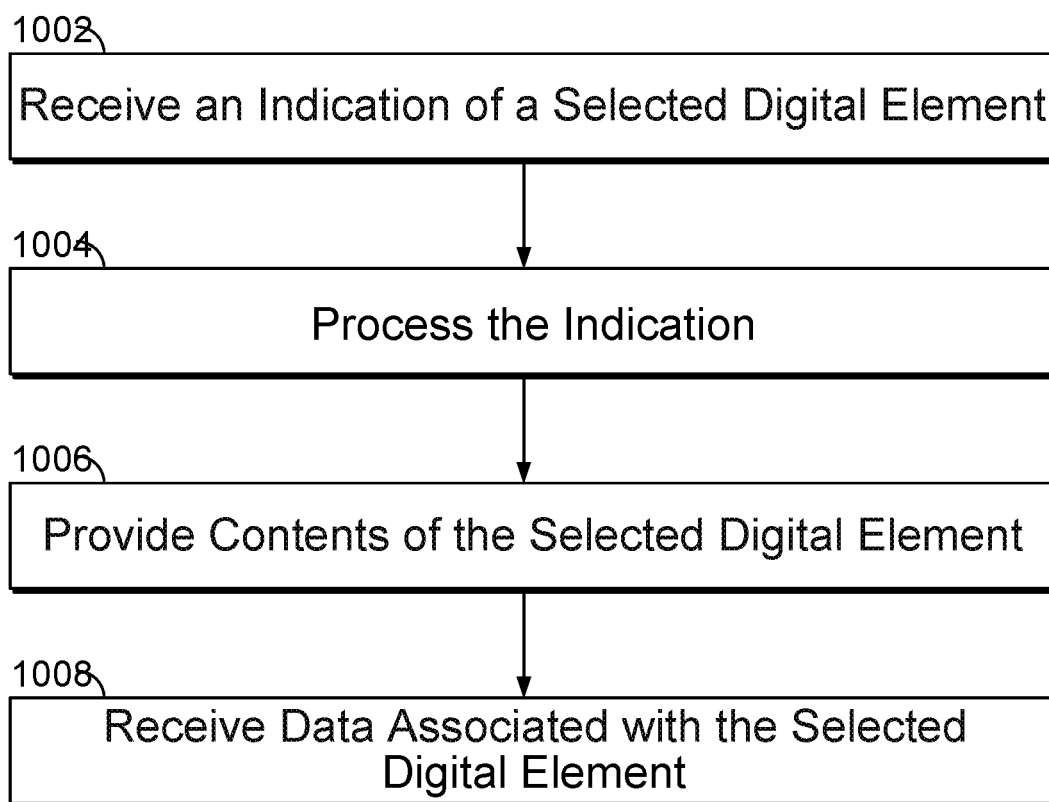 1002
Receive an Indication of a Selected Digital Element
1004
Process the Indication
1006
Provide Contents of the Selected Digital Element
1008
Receive Data Associated with the Selected
Digital Element